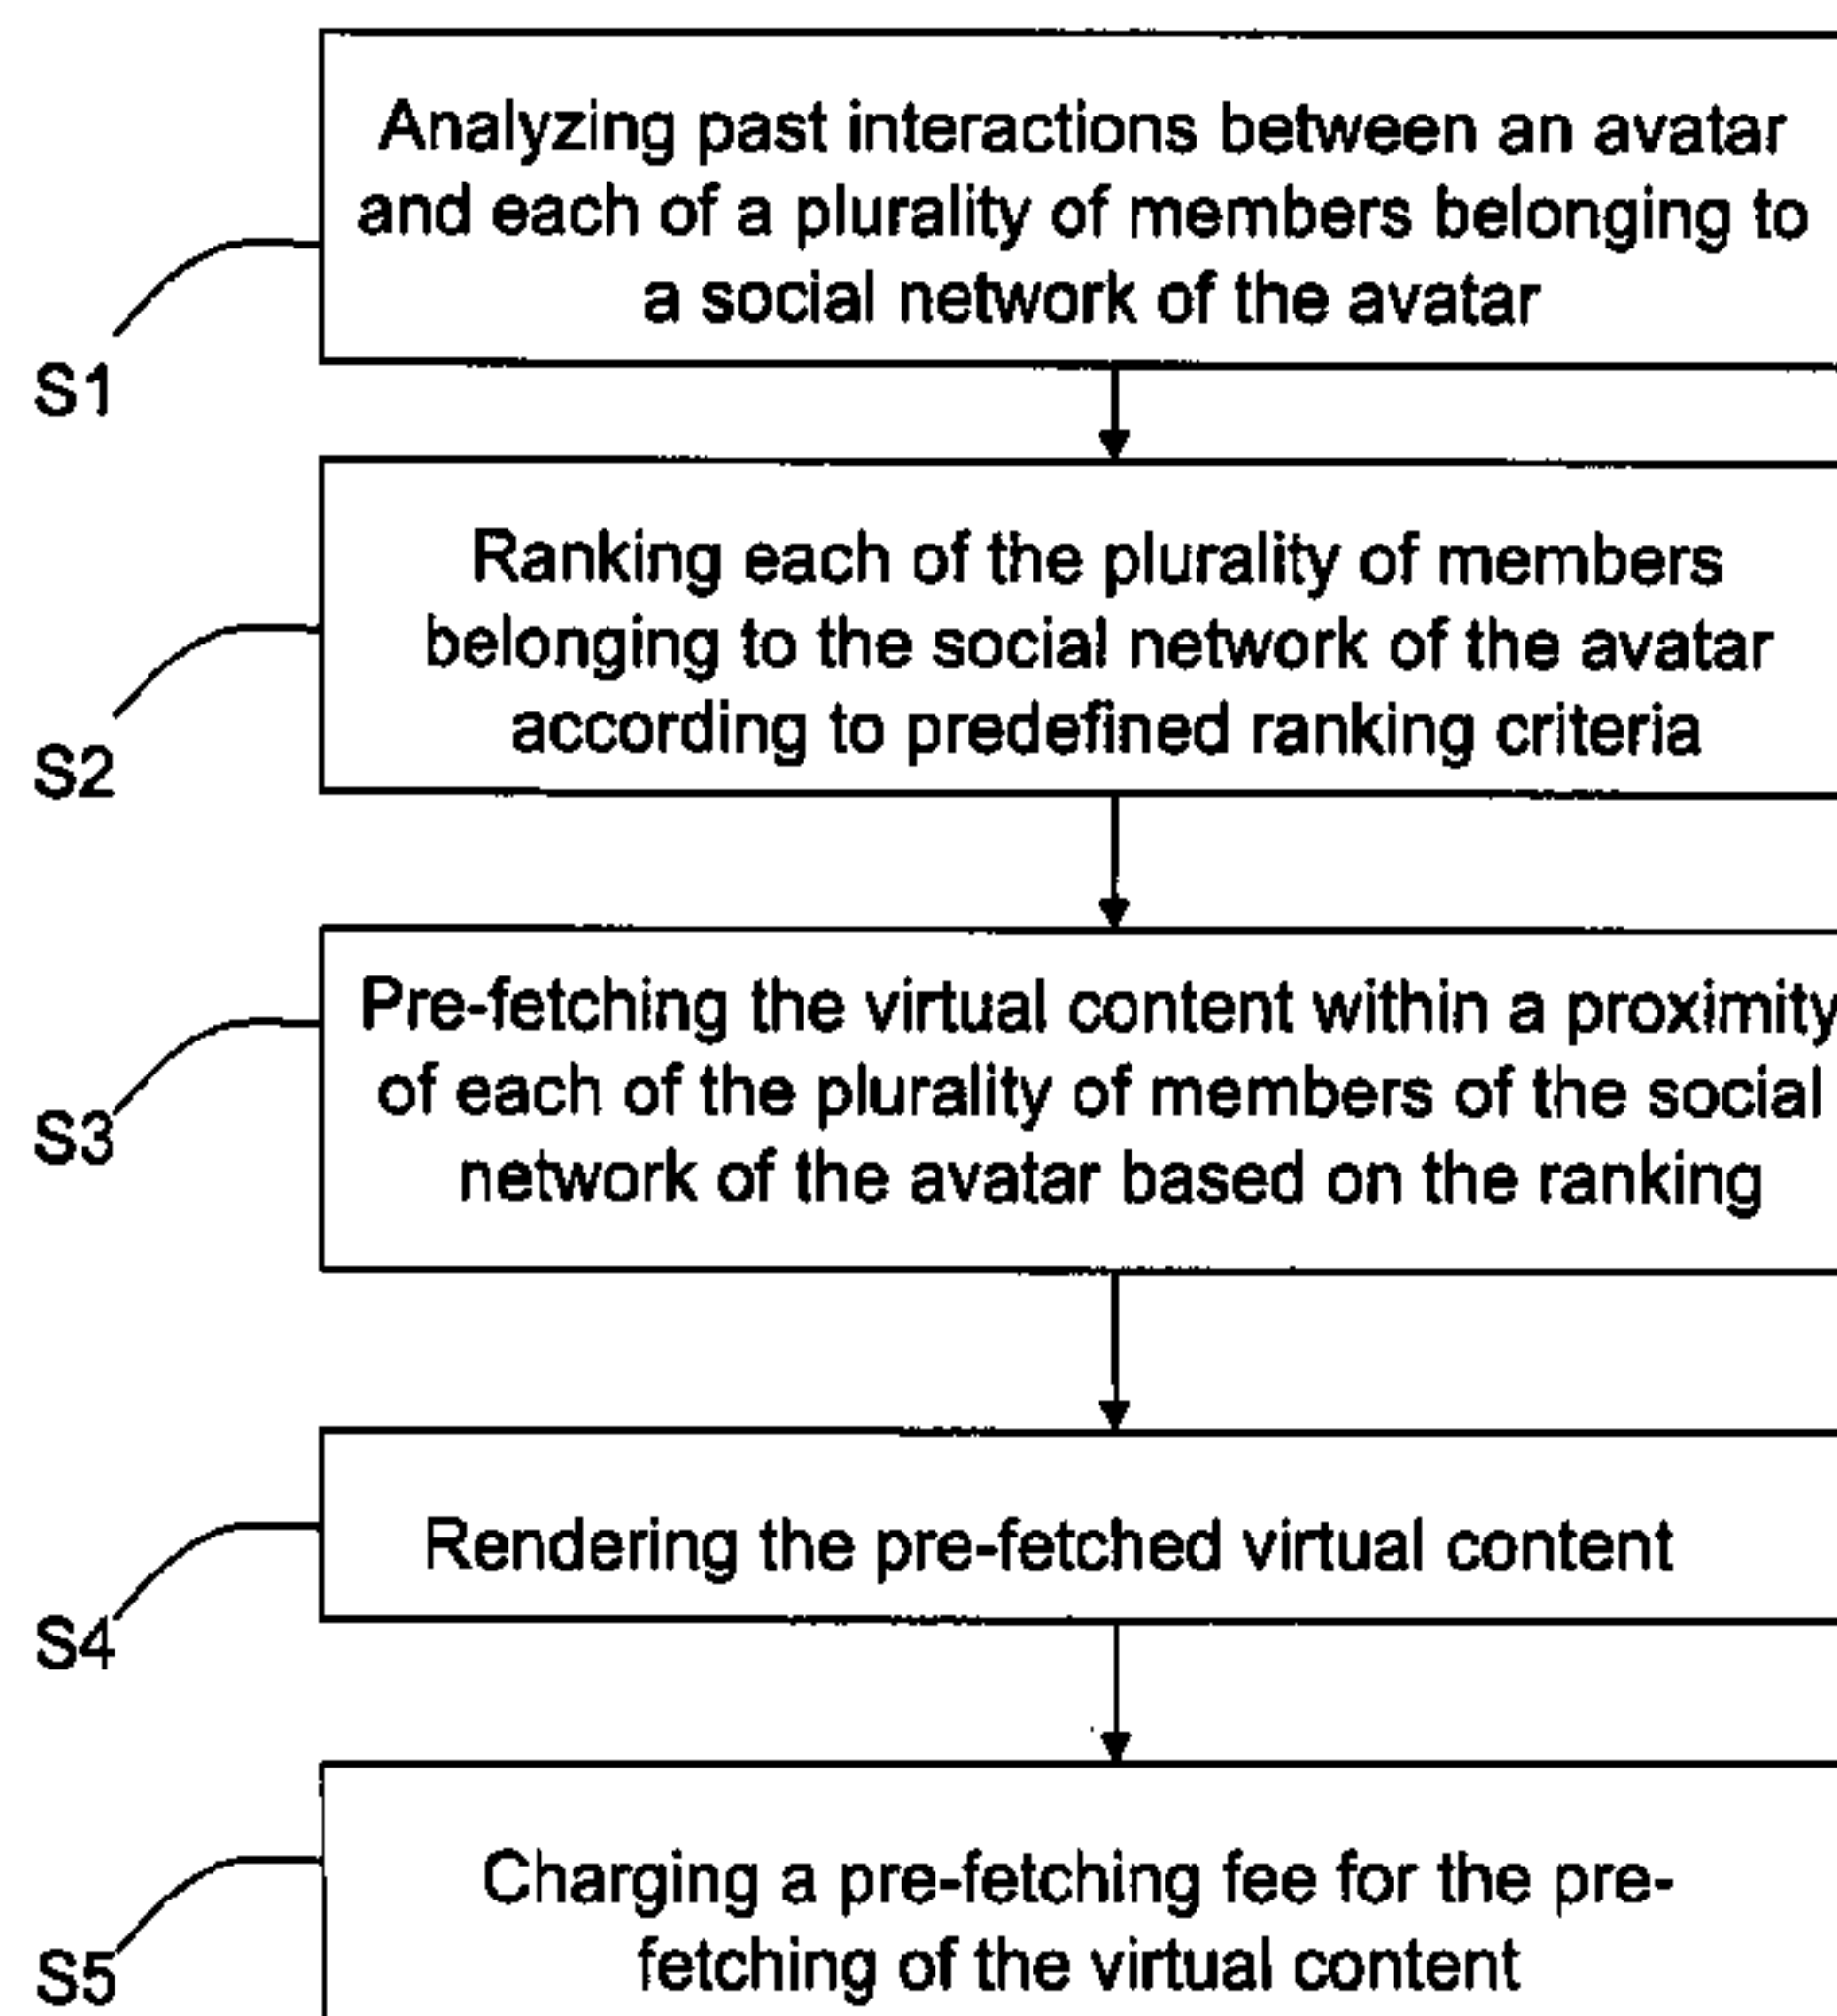 Analyzing past interactions between an avatar
and each of a plurality of members belonging to
a social network of the avatar
S1
Ranking each of the plurality of members
belonging to the social network of the avatar
according to predefined ranking criteria
S2
Pre-fetching the virtual content within a proximity
of each of the plurality of members of the social
network of the avatar based on the ranking
S3
Rendering the pre-fetched virtual content
S4
Charging a pre-fetching fee for the pre-
fetching of the virtual content
S5